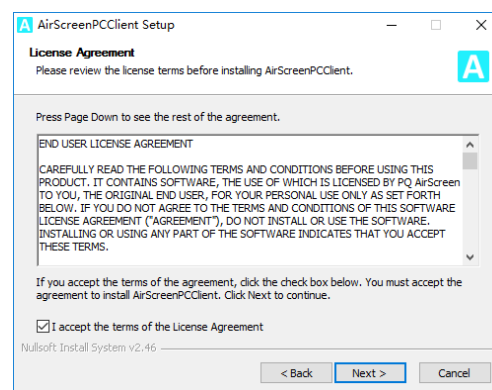 AirScreenPCClient Setup
License Agreement
Please review the license terms before installing AirScreenPCClient.
Press Page Down to see the rest of the agreement.
END USER LICENSE AGREEMENT
CAREFULLY READ THE FOLLOWING TERMS AND CONDITIONS BEFORE USING THIS
PRODUCT. IT CONTAINS SOFTWARE, THE USE OF WHICH IS LICENSED BY PQ AirScreen
TO YOU, THE ORIGINAL END USER, FOR YOUR PERSONAL USE ONLY AS SET FORTH
BELOW. IF YOU DO NOT AGREE TO THE TERMS AND CONDITIONS OF THIS SOFTWARE
LICENSE AGREEMENT ("AGREEMENT"), DO NOT INSTALL OR USE THE SOFTWARE.
INSTALLING OR USING ANY PART OF THE SOFTWARE INDICATES THAT YOU ACCEPT
THESE TERMS.
If you accept the terms of the agreement, click the check box below. You must accept the
agreement to install AirScreenPCClient. Click Next to continue.
I accept the terms of the License Agreement
Nullsoft Install System v2.46
< Back Next > Cancel